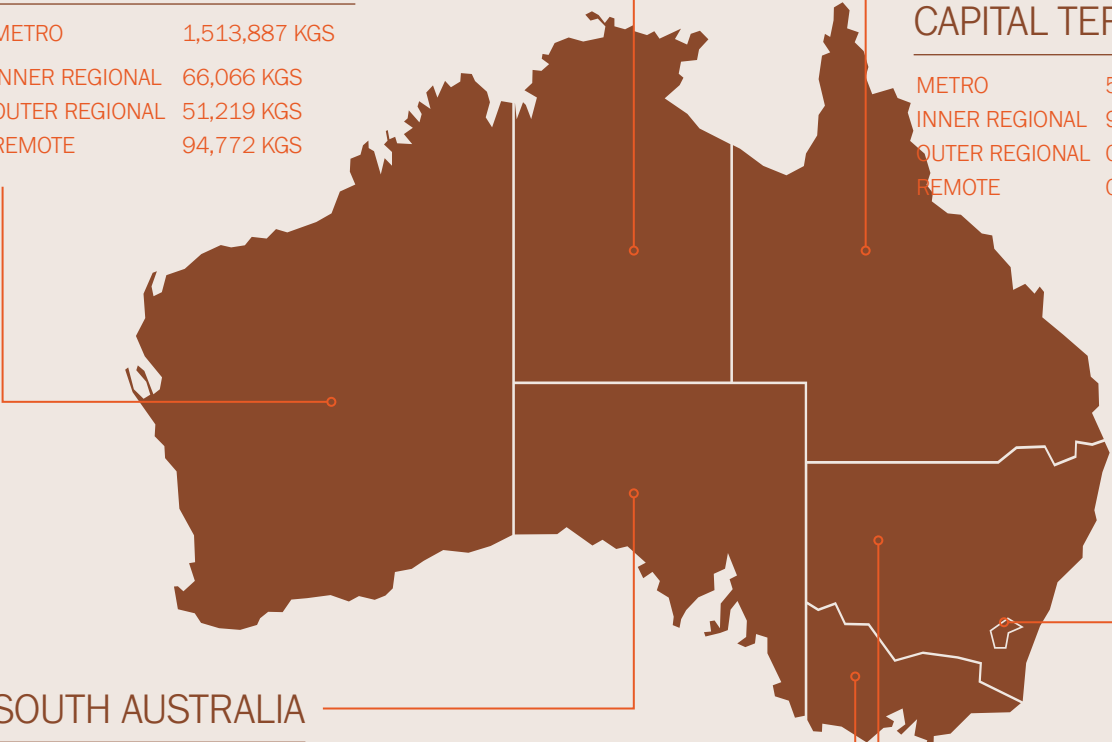 METRO 1,513,887 KGS
INNER REGIONAL 66,066 KGS
OUTER REGIONAL 51,219 KGS
REMOTE 94,772 KGS
CAPITAL
METRO
INNER REGIONAL
OUTER REGIONAL
REMOTE
SOUTH AUSTRALIA